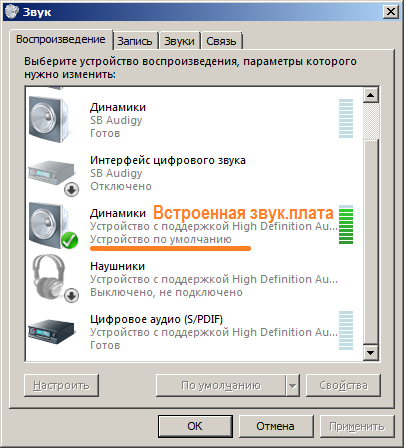 Звук
Воспроизведение Запись Звуки Связь
Выберите устройство воспроизведения, параметры которого
нужно изменить:
Динамики
SB Audigy
Готов
Интерфейс цифрового звука
SB Audigy
Отключено
Динамики Встроенная звук.плата
Устройство с поддержкой High Definition Au...
Устройство по умолчанию
Наушники
Устройство с поддержкой High Definition Au...
Выключено, не подключено
Цифровое аудио (S/PDIF)
Устройство с поддержкой High Definition Au...
Готов
Настроить По умолчанию Свойства
ОК Отмена Применить